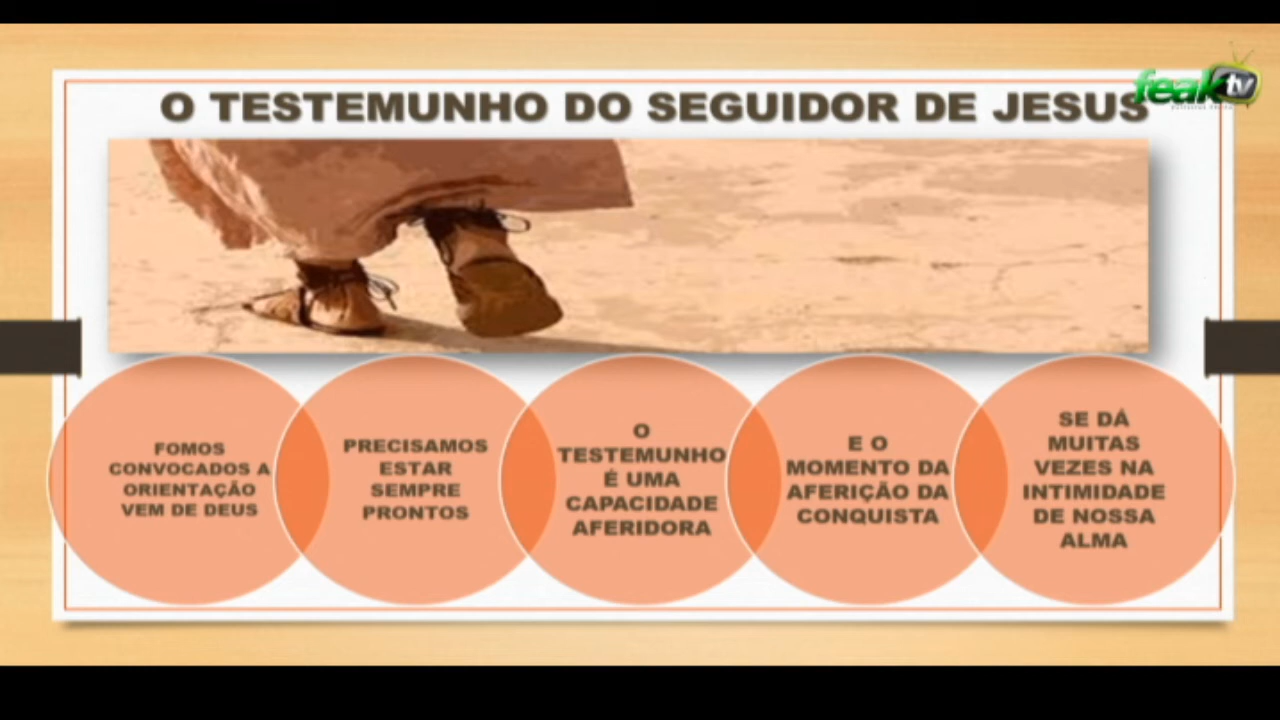 O TESTEMUNHO DO SEGUIDOR DE JESUS
feak tv
FOMOS
CONVOCADOS A
ORIENTAÇÃO
VEM DE DEUS
PRECISAMOS
ESTAR
SEMPRE
PRONTOS
O
TESTEMUNHO
É UMA
CAPACIDADE
AFERIDORA
E O
MOMENTO DA
AFERIÇÃO DA
CONQUISTA
SE DÁ
MUITAS
VEZES NA
INTIMIDADE
DE NOSSA
ALMA